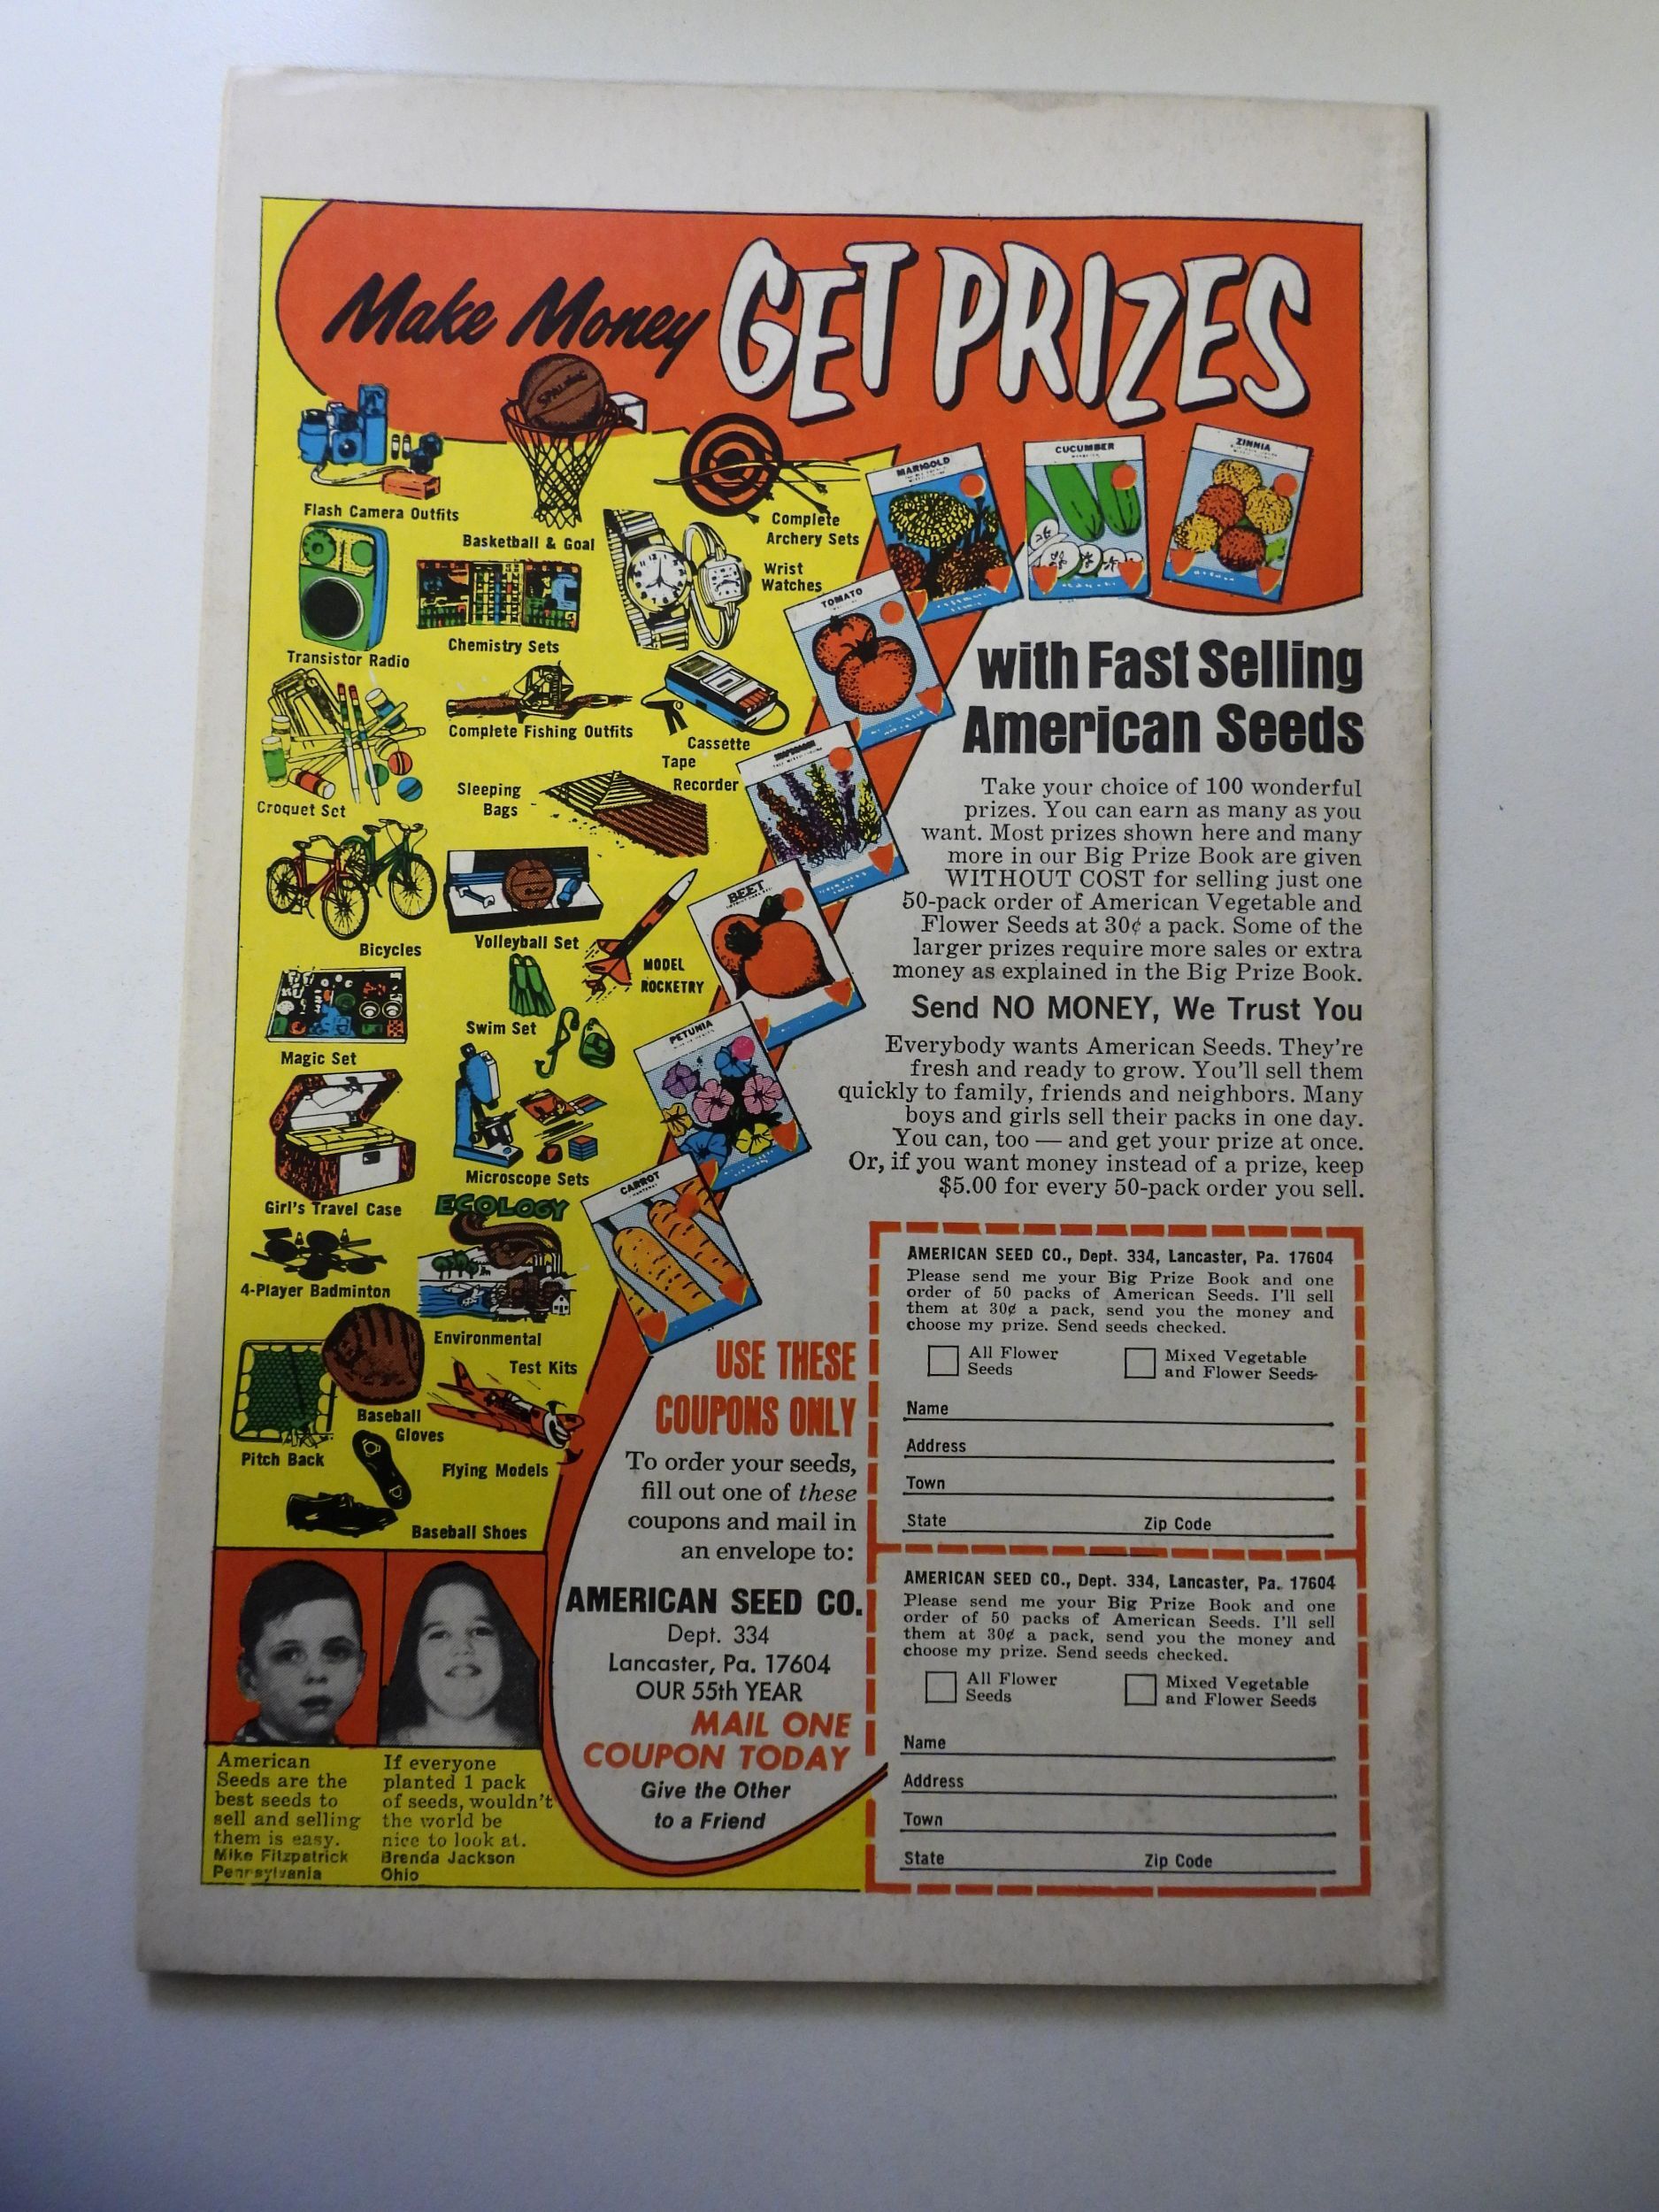 Make Money GET PRIZES
SPALDING
Flash Camera Outfits
Basketball & Goal
Complete
Archery Sets
Wrist
Watches
Transistor Radio
Chemistry Sets
Complete Fishing Outfits
Cassette
Tape
Recorder
Croquet Set
Sleeping
Bags
Bicycles
Volleyball Set
MODEL
ROCKETRY
Magic Set
Swim Set
Girl's Travel Case
Microscope Sets
ECOLOGY
4-Player Badminton
Environmental
Test Kits
Baseball
Gloves
Pitch Back
Flying Models
Baseball Shoes
MARIGOLD
CUCUMBER
ZINNIA
TOMATO
BEET
PETUNIA
CARROT
with Fast Selling
American Seeds
Take your choice of 100 wonderful
prizes. You can earn as many as you
want. Most prizes shown here and many
more in our Big Prize Book are given
WITHOUT COST for selling just one
50-pack order of American Vegetable and
Flower Seeds at 30¢ a pack. Some of the
larger prizes require more sales or extra
money as explained in the Big Prize Book.
Send NO MONEY, We Trust You
Everybody wants American Seeds. They're
fresh and ready to grow. You'll sell them
quickly to family, friends and neighbors. Many
boys and girls sell their packs in one day.
You can, too — and get your prize at once.
Or, if you want money instead of a prize, keep
$5.00 for every 50-pack order you sell.
USE THESE
COUPONS ONLY
To order your seeds,
fill out one of these
coupons and mail in
an envelope to:
AMERICAN SEED CO.
Dept. 334
Lancaster, Pa. 17604
OUR 55th YEAR
MAIL ONE
COUPON TODAY
Give the Other
to a Friend
AMERICAN SEED CO., Dept. 334, Lancaster, Pa. 17604
Please send me your Big Prize Book and one
order of 50 packs of American Seeds. I'll sell
them at 30¢ a pack, send you the money and
choose my prize. Send seeds checked.
All Flower
Seeds
Mixed Vegetable
and Flower Seeds
Name
Address
Town
State Zip Code
AMERICAN SEED CO., Dept. 334, Lancaster, Pa. 17604
Please send me your Big Prize Book and one
order of 50 packs of American Seeds. I'll sell
them at 30¢ a pack, send you the money and
choose my prize. Send seeds checked.
All Flower
Seeds
Mixed Vegetable
and Flower Seeds
Name
Address
Town
State Zip Code
American
Seeds are the
best seeds to
sell and selling
them is easy.
Mike Fitzpatrick
Pennsylvania
If everyone
planted 1 pack
of seeds, wouldn't
the world be
nice to look at.
Brenda Jackson
Ohio